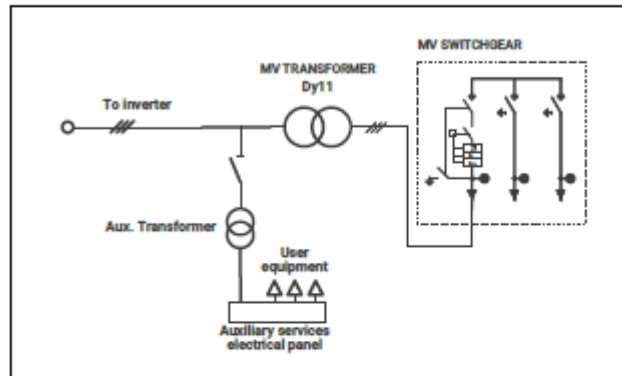 MV SWITCHGEAR
MV TRANSFORMER
Dy11
To inverter
Aux. Transformer
User
equipment
Auxiliary services
electrical panel